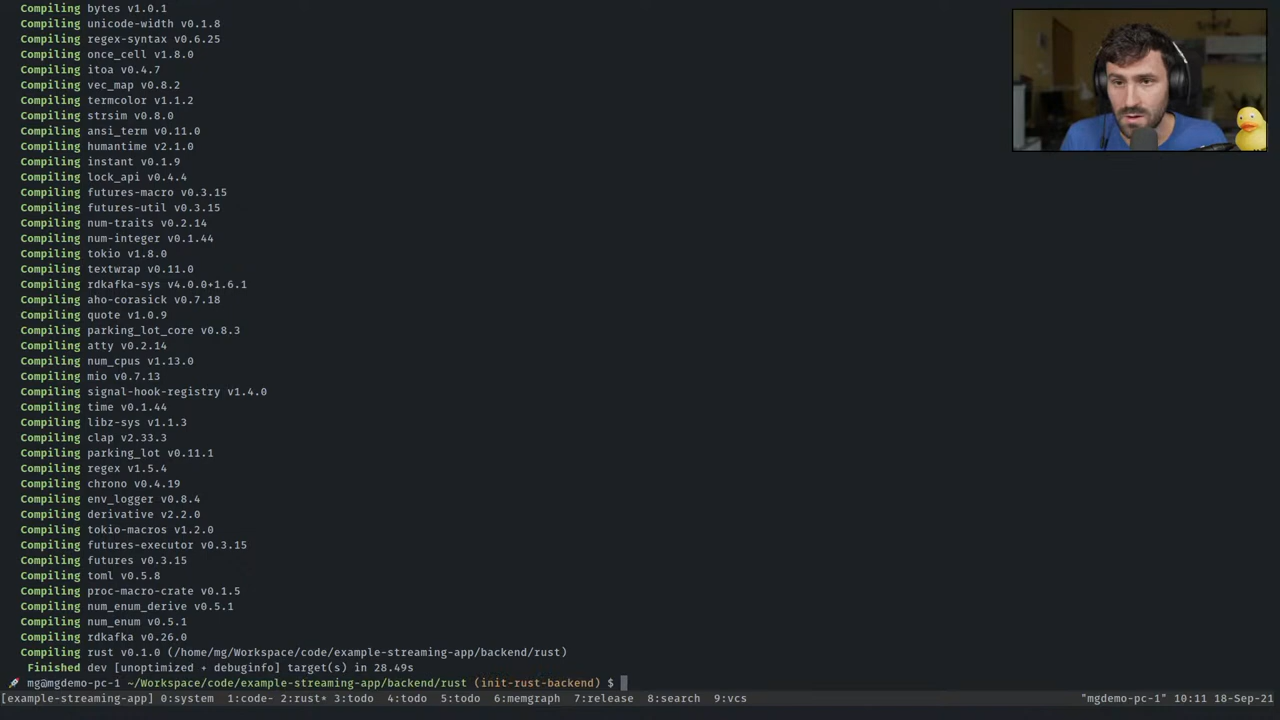 Compiling bytes v1.0.1
Compiling unicode-width v0.1.8
Compiling regex-syntax v0.6.25
Compiling once_cell v1.8.0
Compiling itoa v0.4.7
Compiling vec_map v0.8.2
Compiling termcolor v1.1.2
Compiling strsim v0.8.0
Compiling ansi_term v0.11.0
Compiling humantime v2.1.0
Compiling instant v0.1.9
Compiling lock_api v0.4.4
Compiling futures-macro v0.3.15
Compiling futures-util v0.3.15
Compiling num-traits v0.2.14
Compiling num-integer v0.1.44
Compiling tokio v1.8.0
Compiling textwrap v0.11.0
Compiling rdkafka-sys v4.0.0+1.6.1
Compiling aho-corasick v0.7.18
Compiling quote v1.0.9
Compiling parking_lot_core v0.8.3
Compiling atty v0.2.14
Compiling num_cpus v1.13.0
Compiling mio v0.7.13
Compiling signal-hook-registry v1.4.0
Compiling time v0.1.44
Compiling libz-sys v1.1.3
Compiling clap v2.33.3
Compiling parking_lot v0.11.1
Compiling regex v1.5.4
Compiling chrono v0.4.19
Compiling env_logger v0.8.4
Compiling derivative v2.2.0
Compiling tokio-macros v1.2.0
Compiling futures-executor v0.3.15
Compiling futures v0.3.15
Compiling toml v0.5.8
Compiling proc-macro-crate v0.1.5
Compiling num_enum_derive v0.5.1
Compiling num_enum v0.5.1
Compiling rdkafka v0.26.0
Compiling rust v0.1.0 (/home/mg/Workspace/code/example-streaming-app/backend/rust)
Finished dev [unoptimized + debuginfo] target(s) in 28.49s
mg@mgdemo-pc-1 ~/Workspace/code/example-streaming-app/backend/rust (init-rust-backend) $
[example-streaming-app] 0:system 1:code- 2:rust* 3:todo 4:todo 5:todo 6:memgraph 7:release 8:search 9:vcs "mgdemo-pc-1" 10:11 18-Sep-21